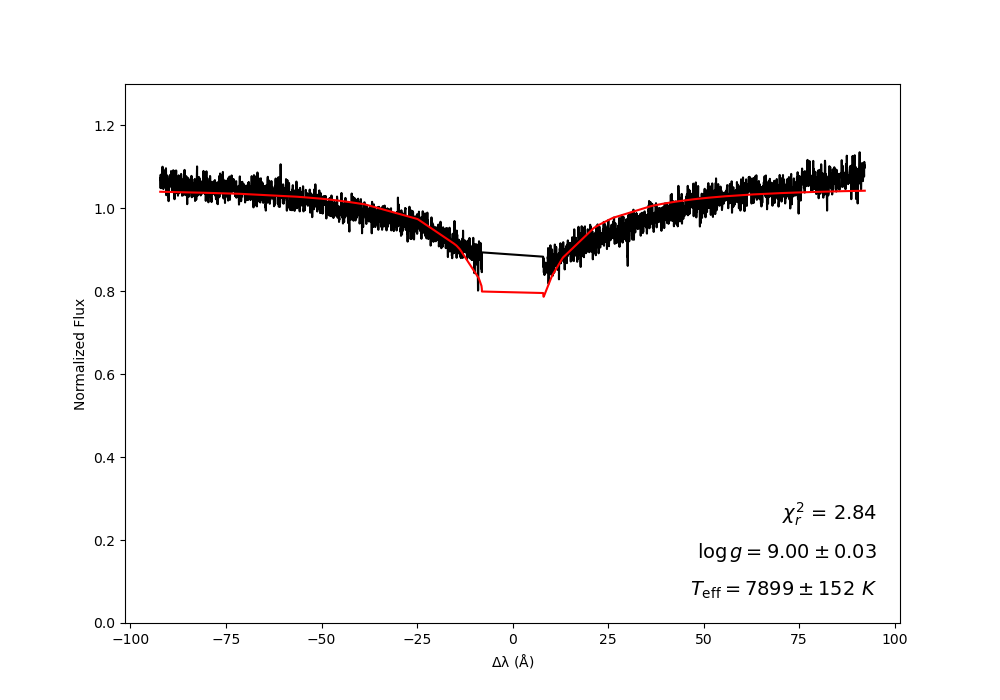 1.2
1.0
0.8
0.6
0.4
0.2
0.0
Normalized Flux
χ²ᵣ = 2.84
log g = 9.00 ± 0.03
T_eff = 7899 ± 152 K
−100 −75 −50 −25 0 25 50 75 100
Δλ (Å)